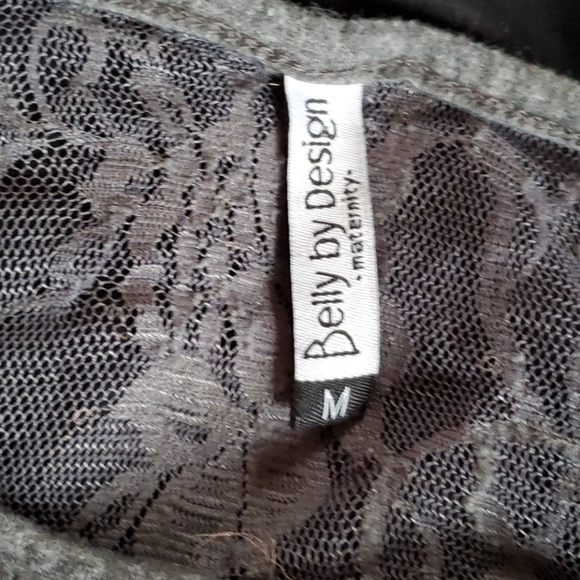 Belly by Design
•maternity•
M